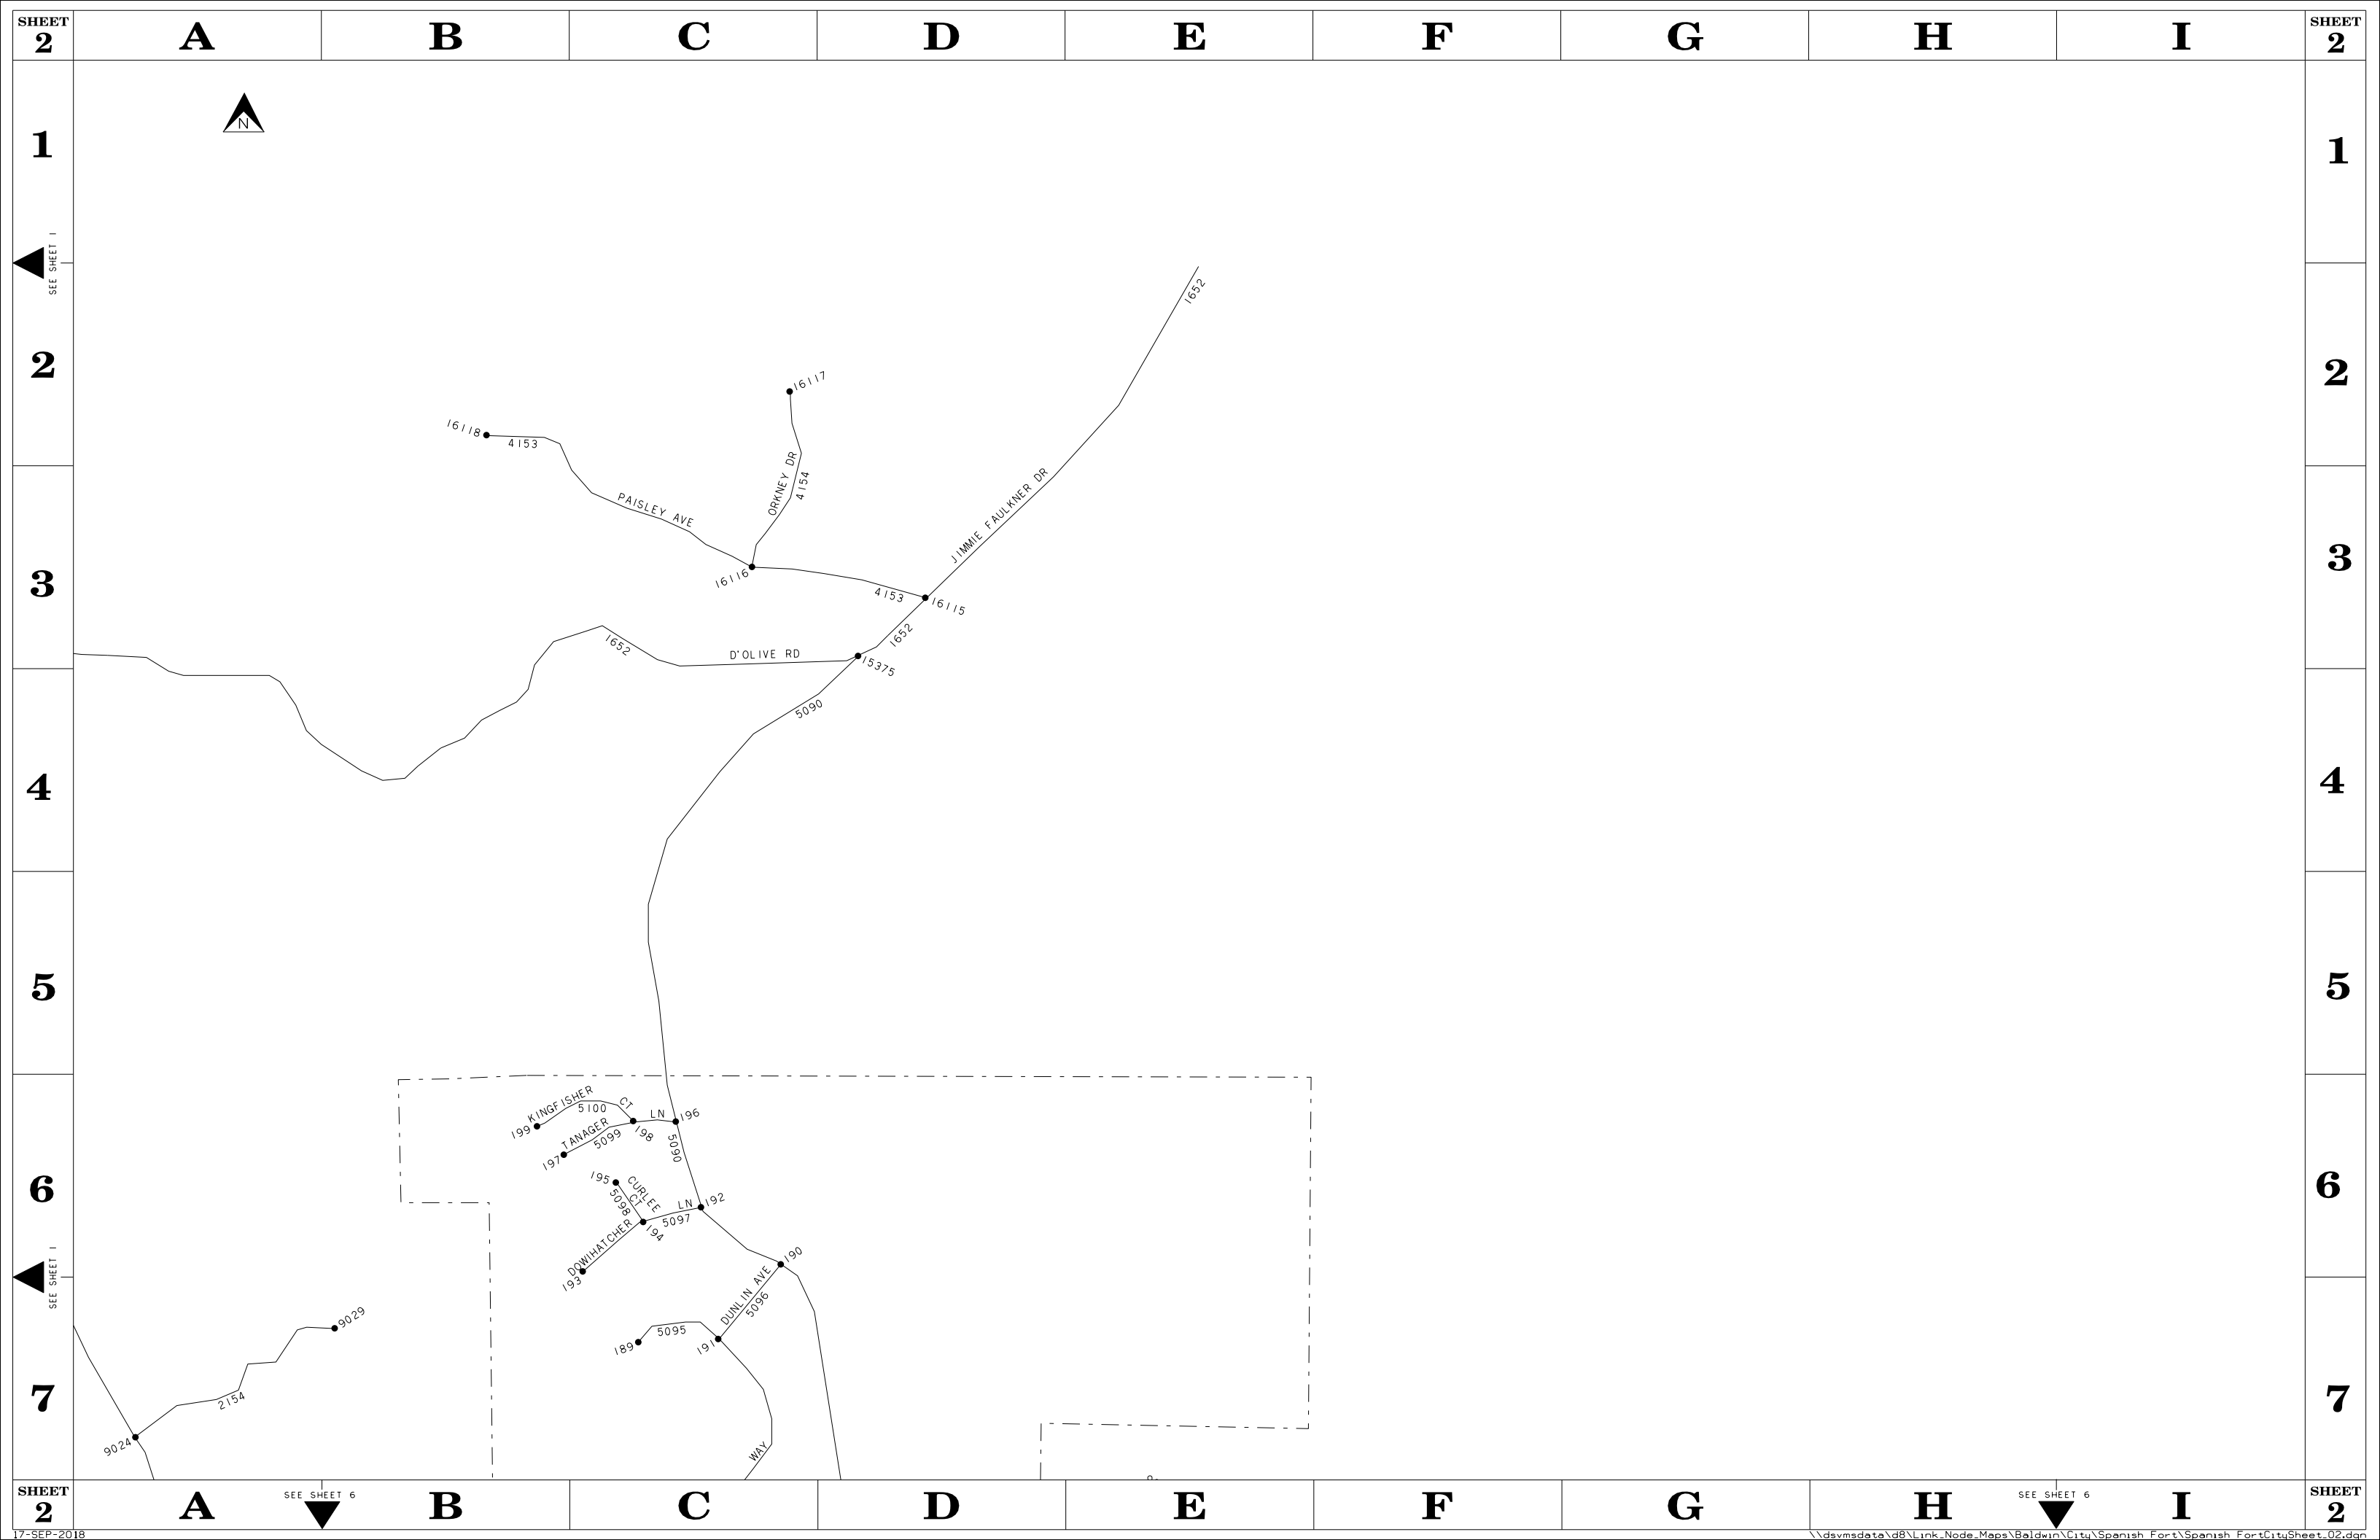 SHEET 2 A B C D E F G H I SHEET 2
N
1 1
SEE SHEET 1
1652
2 2
16117
16118
4153
ORKNEY DR
4154
PAISLEY AVE
JIMMIE FAULKNER DR
3 3
16116
4153
16115
1652
1652
D'OLIVE RD
15375
5090
4 4
5 5
KINGFISHER CT
5100
LN
196
199
TANAGER
5099
198
5090
197
195
CURLEE CT
5098
6 6
LN
192
5097
194
DOWIHATCHER
193
190
SEE SHEET 1
DUNLIN AVE
5096
9029
5095
189
191
2154
7 7
9024
WAY
SHEET 2 A SEE SHEET 6 B C D E F G H SEE SHEET 6 I SHEET 2
17-SEP-2018
\\dsvmsdata\d8\Link_Node_Maps\Baldwin\City\Spanish Fort\Spanish FortCitySheet_02.dgn